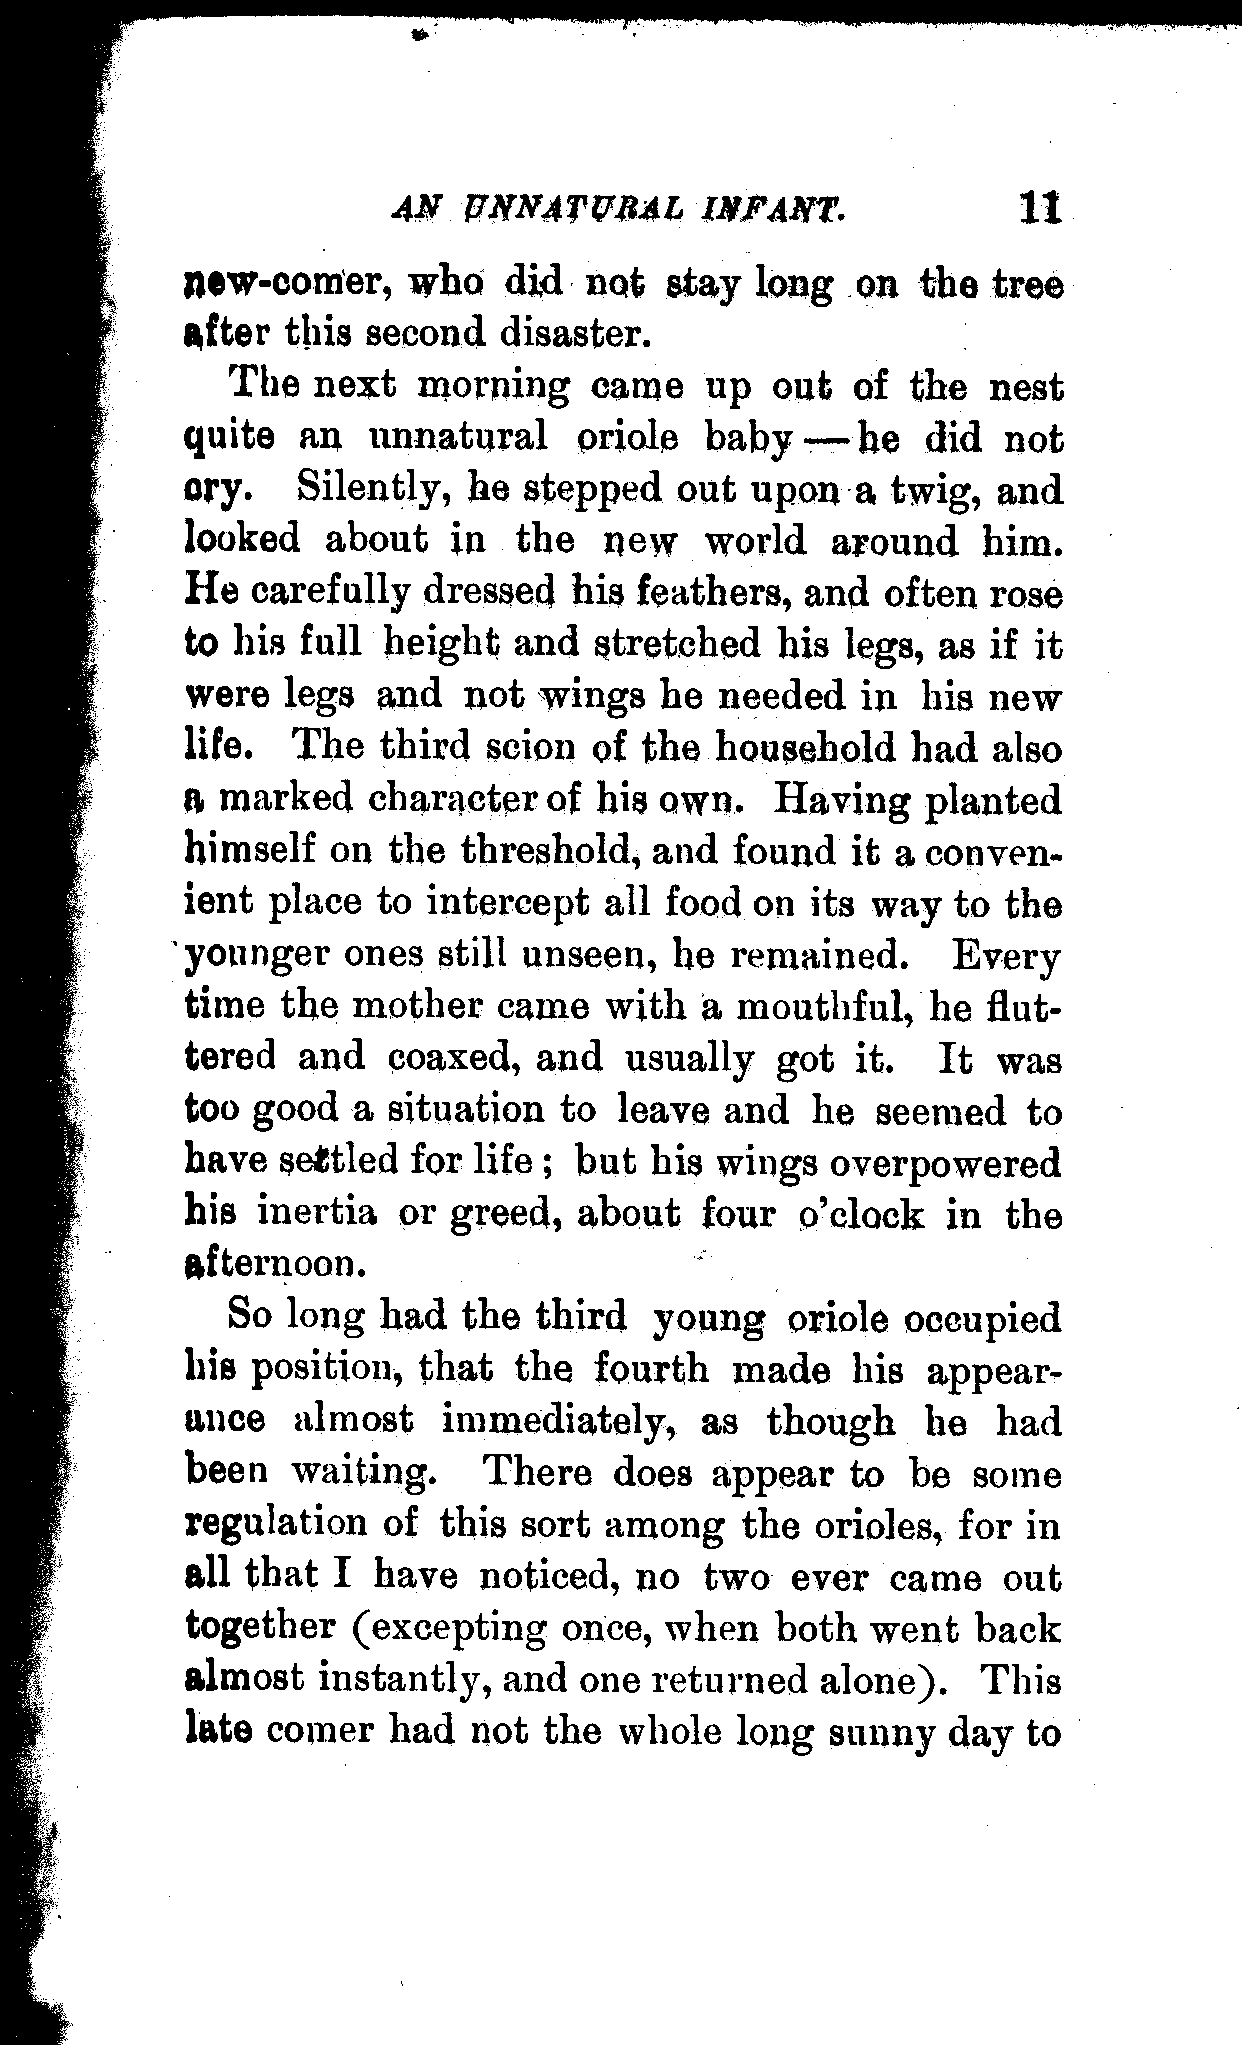 AN UNNATURAL INFANT. 11
new-comer, who did not stay long on the tree
after this second disaster.
The next morning came up out of the nest
quite an unnatural oriole baby — he did not
cry. Silently, he stepped out upon a twig, and
looked about in the new world around him.
He carefully dressed his feathers, and often rose
to his full height and stretched his legs, as if it
were legs and not wings he needed in his new
life. The third scion of the household had also
a marked character of his own. Having planted
himself on the threshold, and found it a conven-
ient place to intercept all food on its way to the
younger ones still unseen, he remained. Every
time the mother came with a mouthful, he flut-
tered and coaxed, and usually got it. It was
too good a situation to leave and he seemed to
have settled for life; but his wings overpowered
his inertia or greed, about four o'clock in the
afternoon.
So long had the third young oriole occupied
his position, that the fourth made his appear-
ance almost immediately, as though he had
been waiting. There does appear to be some
regulation of this sort among the orioles, for in
all that I have noticed, no two ever came out
together (excepting once, when both went back
almost instantly, and one returned alone). This
late comer had not the whole long sunny day to